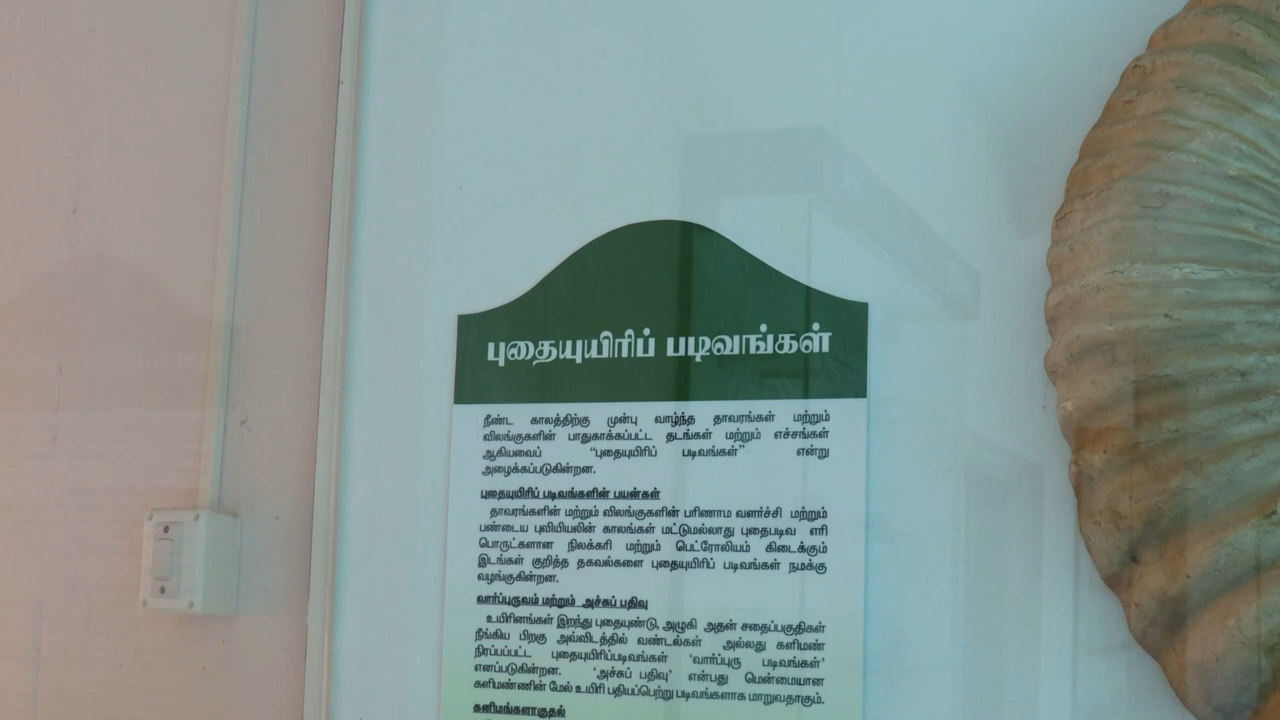 புதையுயிரிப் படிவங்கள்
நீண்ட காலத்திற்கு முன்பு வாழ்ந்த தாவரங்கள் மற்றும்
விலங்குகளின் பாதுகாக்கப்பட்ட தடங்கள் மற்றும் எச்சங்கள்
ஆகியவைப் “புதையுயிரிப் படிவங்கள்” என்று
அழைக்கப்படுகின்றன.
புதையுயிரிப் படிவங்களின் பயன்கள்
தாவரங்களின் மற்றும் விலங்குகளின் பரிணாம வளர்ச்சி மற்றும்
பண்டைய புவியியலின் காலங்கள் மட்டுமல்லாது புதைபடிவ எரி
பொருட்களான நிலக்கரி மற்றும் பெட்ரோலியம் கிடைக்கும்
இடங்கள் குறித்த தகவல்களை புதையுயிரிப் படிவங்கள் நமக்கு
வழங்குகின்றன.
வார்ப்புருவம் மற்றும் அச்சுப் பதிவு
உயிரினங்கள் இறந்து புதையுண்டு, அழுகி அதன் சதைப்பகுதிகள்
நீங்கிய பிறகு அவ்விடத்தில் வண்டல்கள் அல்லது களிமண்
நிரப்பப்பட்ட புதையுயிரிப்படிவங்கள் ‘வார்ப்புரு படிவங்கள்’
எனப்படுகின்றன. ‘அச்சுப் பதிவு’ என்பது மென்மையான
களிமண்ணின் மேல் உயிரி பதியப்பெற்று படிவங்களாக மாறுவதாகும்.
கனிமங்களாகுதல்